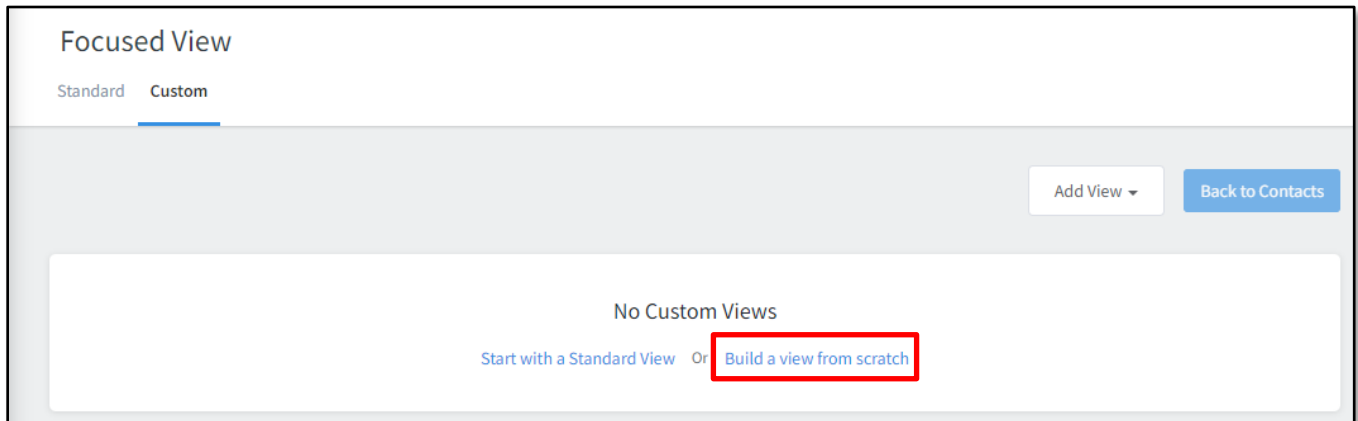 Focused View
Standard Custom
Add View Back to Contacts
No Custom Views
Start with a Standard View Or Build a view from scratch